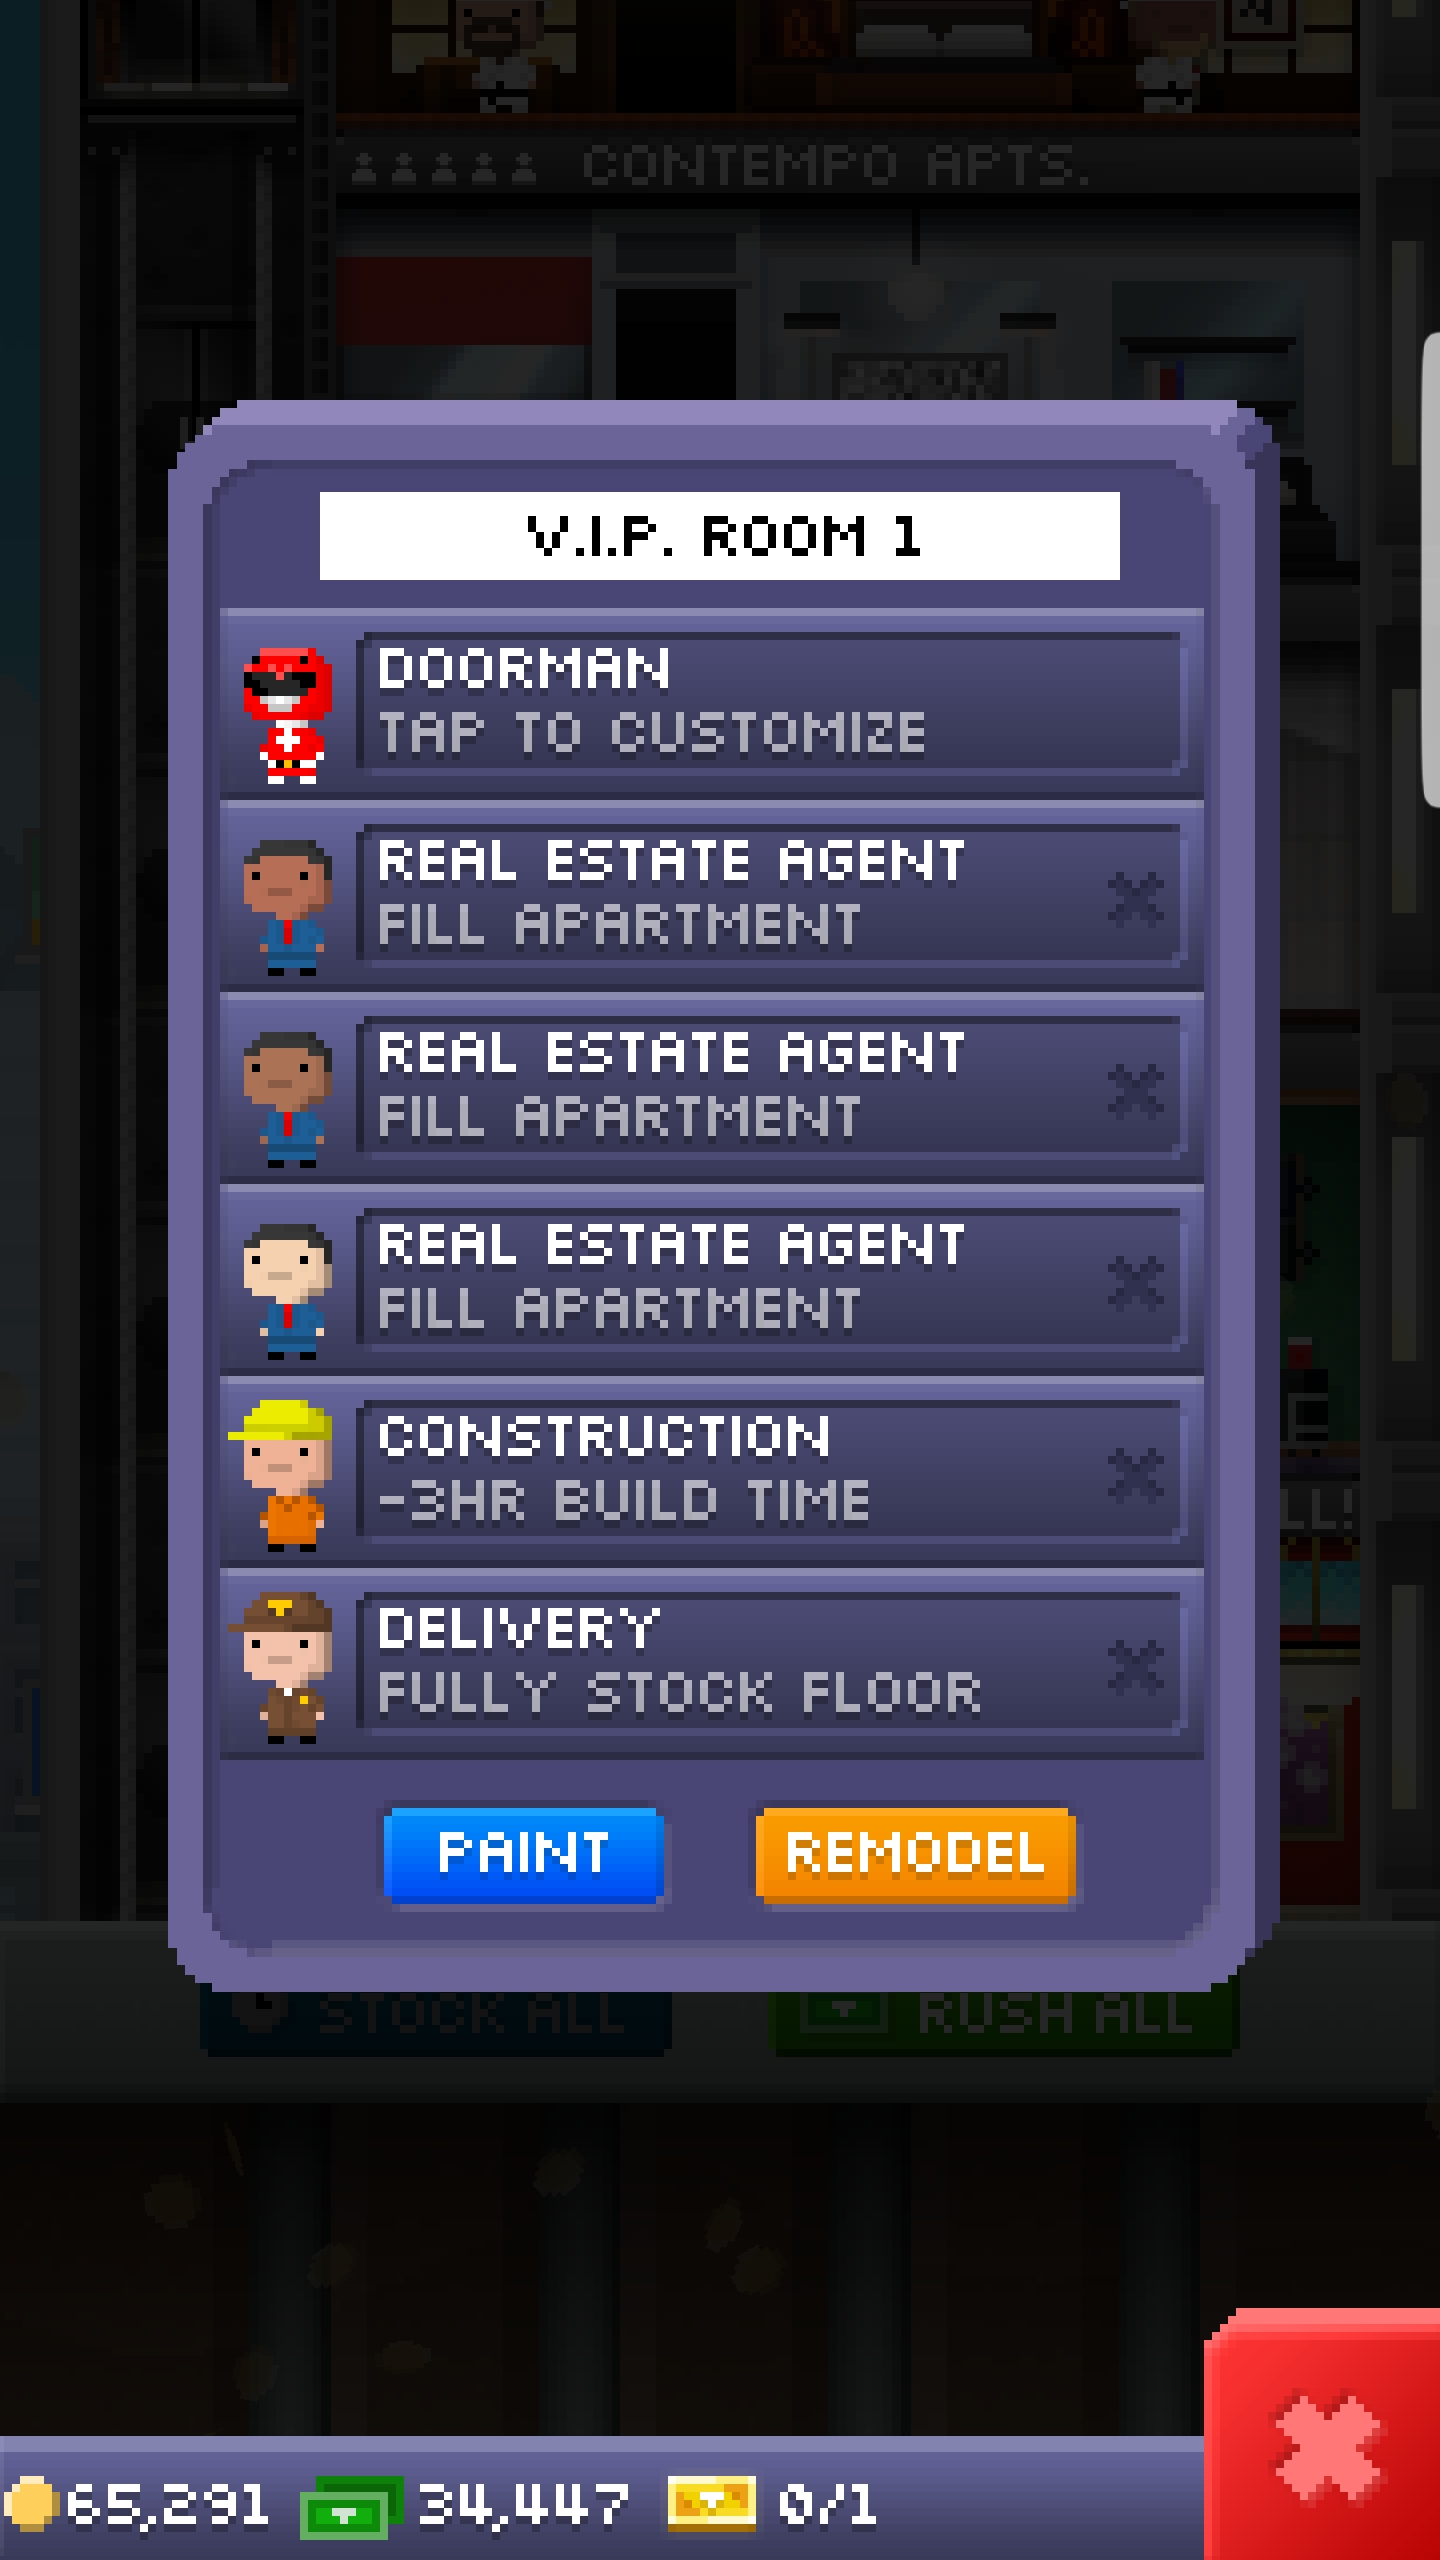 CONTEMPO APTS.
V.I.P. ROOM 1
DOORMAN
TAP TO CUSTOMIZE
REAL ESTATE AGENT
FILL APARTMENT
REAL ESTATE AGENT
FILL APARTMENT
REAL ESTATE AGENT
FILL APARTMENT
CONSTRUCTION
-3HR BUILD TIME
LL!
DELIVERY
FULLY STOCK FLOOR
PAINT REMODEL
STOCK ALL RUSH ALL
65,291 34,447 0/1